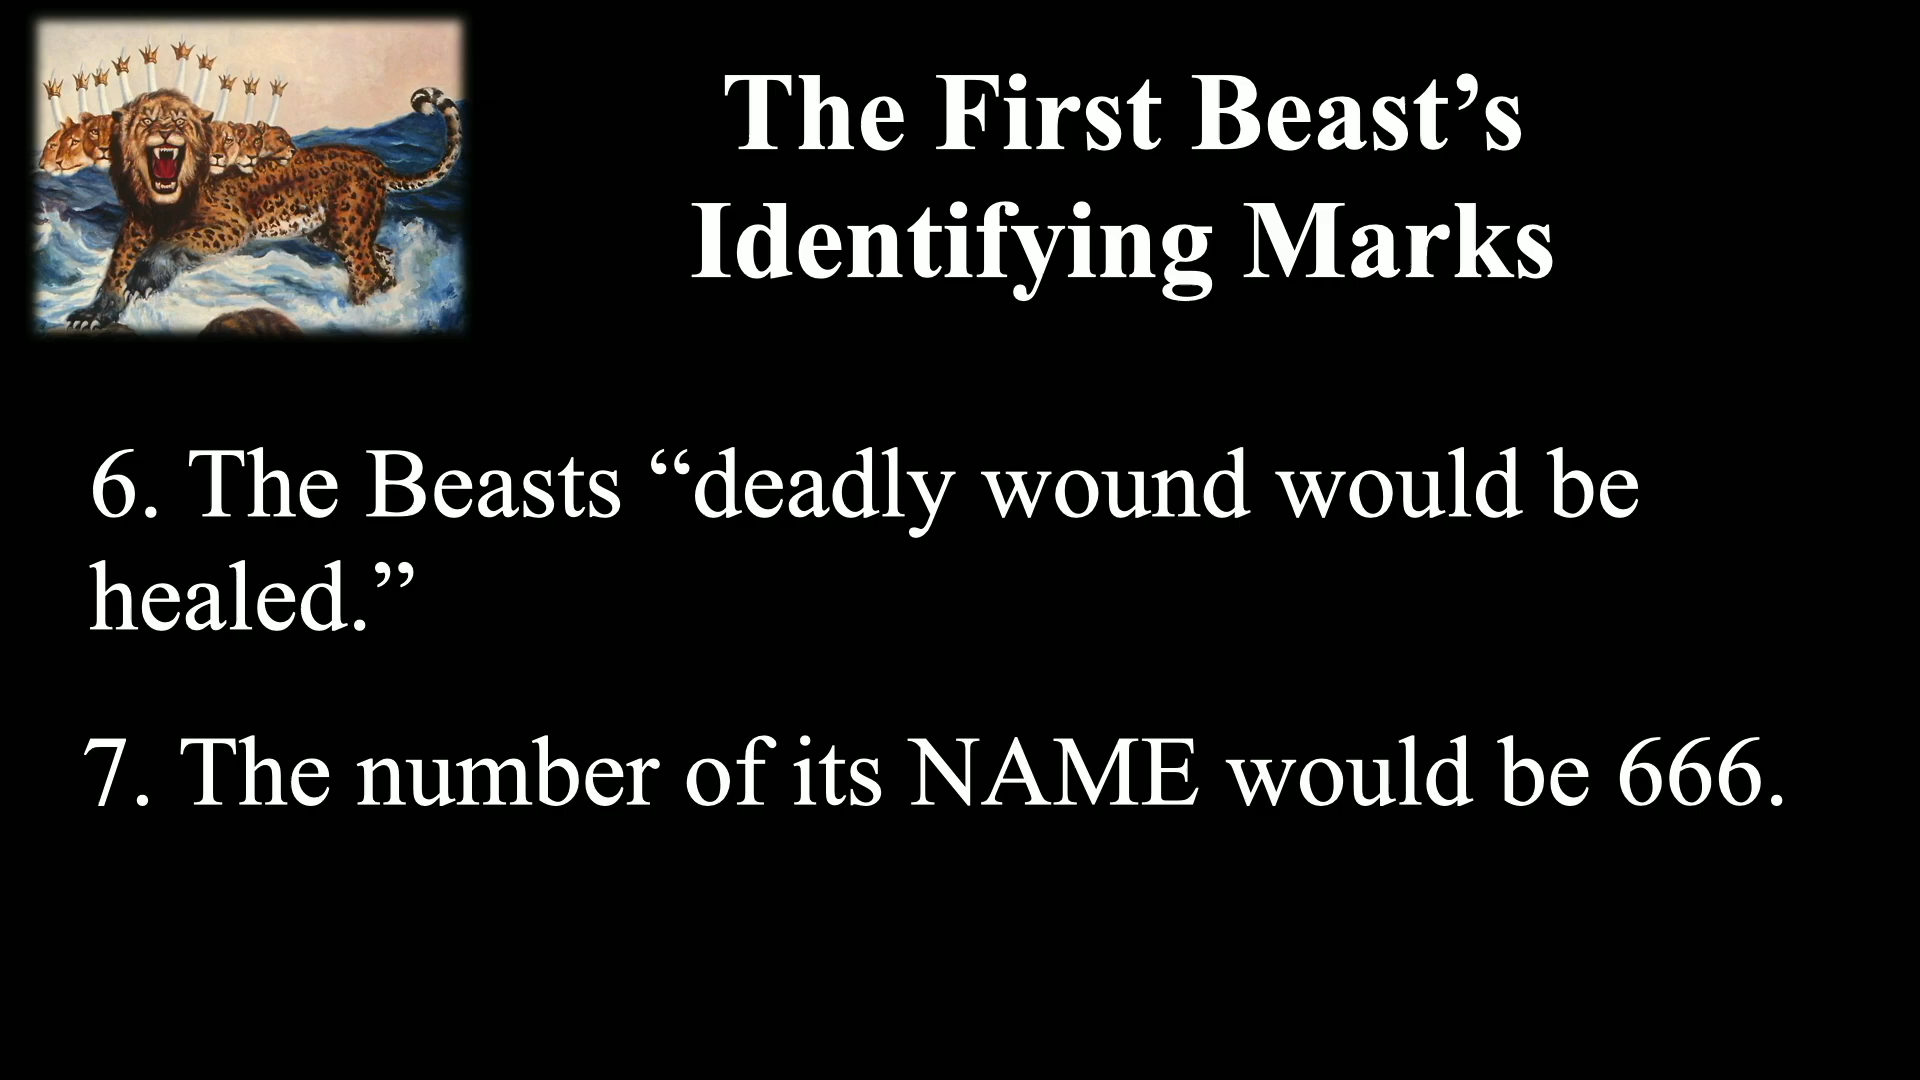 The First Beast’s
Identifying Marks
6. The Beasts “deadly wound would be
healed.”
7. The number of its NAME would be 666.